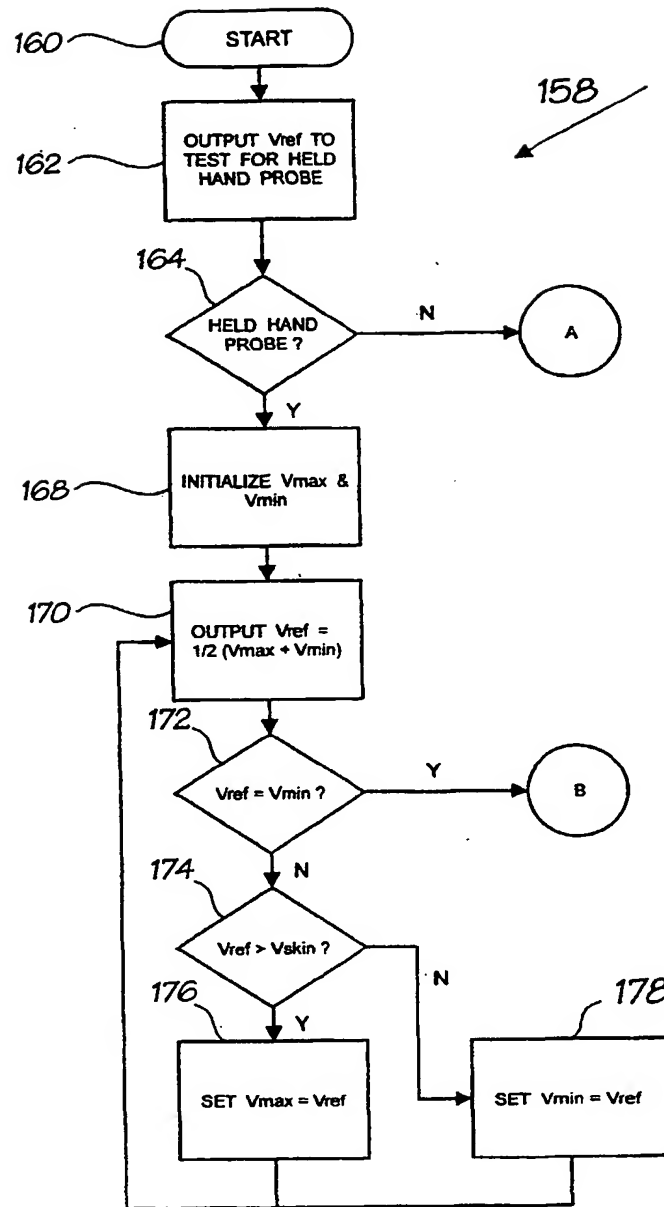 160
START
158
162
OUTPUT Vref TO
TEST FOR HELD
HAND PROBE
164
HELD HAND
PROBE ?
N
A
Y
168
INITIALIZE Vmax &
Vmin
170
OUTPUT Vref =
1/2 (Vmax + Vmin)
172
Vref = Vmin ?
Y
B
N
174
Vref > Vskin ?
N
176
Y
178
SET Vmax = Vref
SET Vmin = Vref